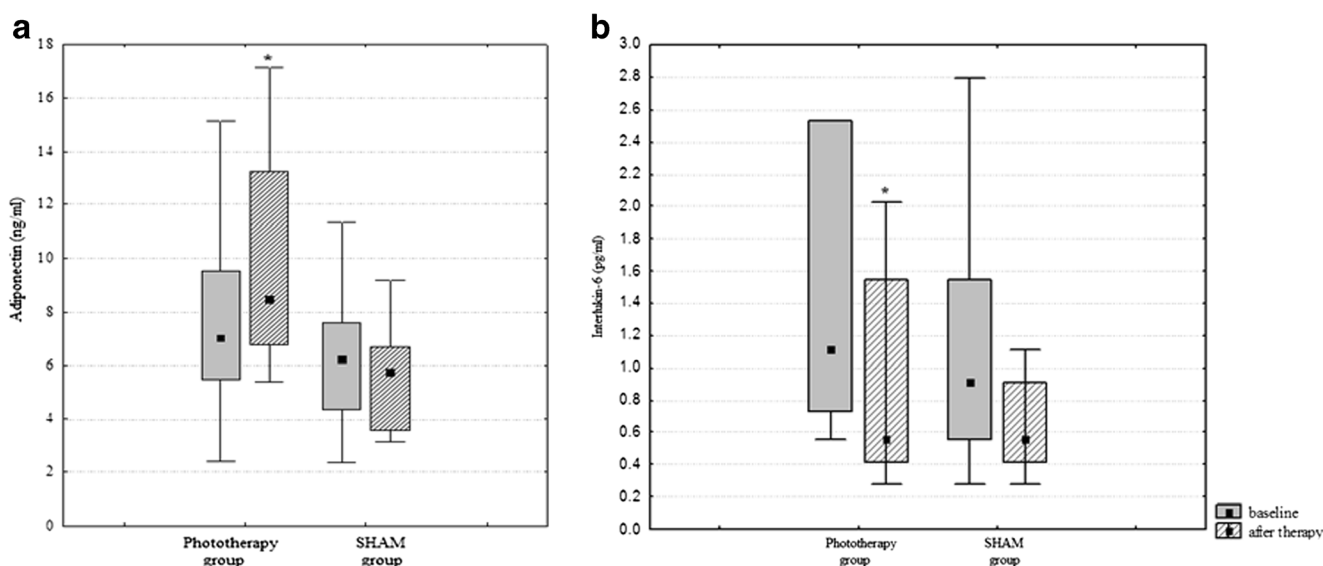 a
18
16
14
12
10
8
6
4
2
0
Adiponectin (ng/ml)
*
Phototherapy
group
SHAM
group
b
3.0
2.8
2.6
2.4
2.2
2.0
1.8
1.6
1.4
1.2
1.0
0.8
0.6
0.4
0.2
0.0
Interlukin-6 (pg/ml)
*
Phototherapy
group
SHAM
group
baseline
after therapy